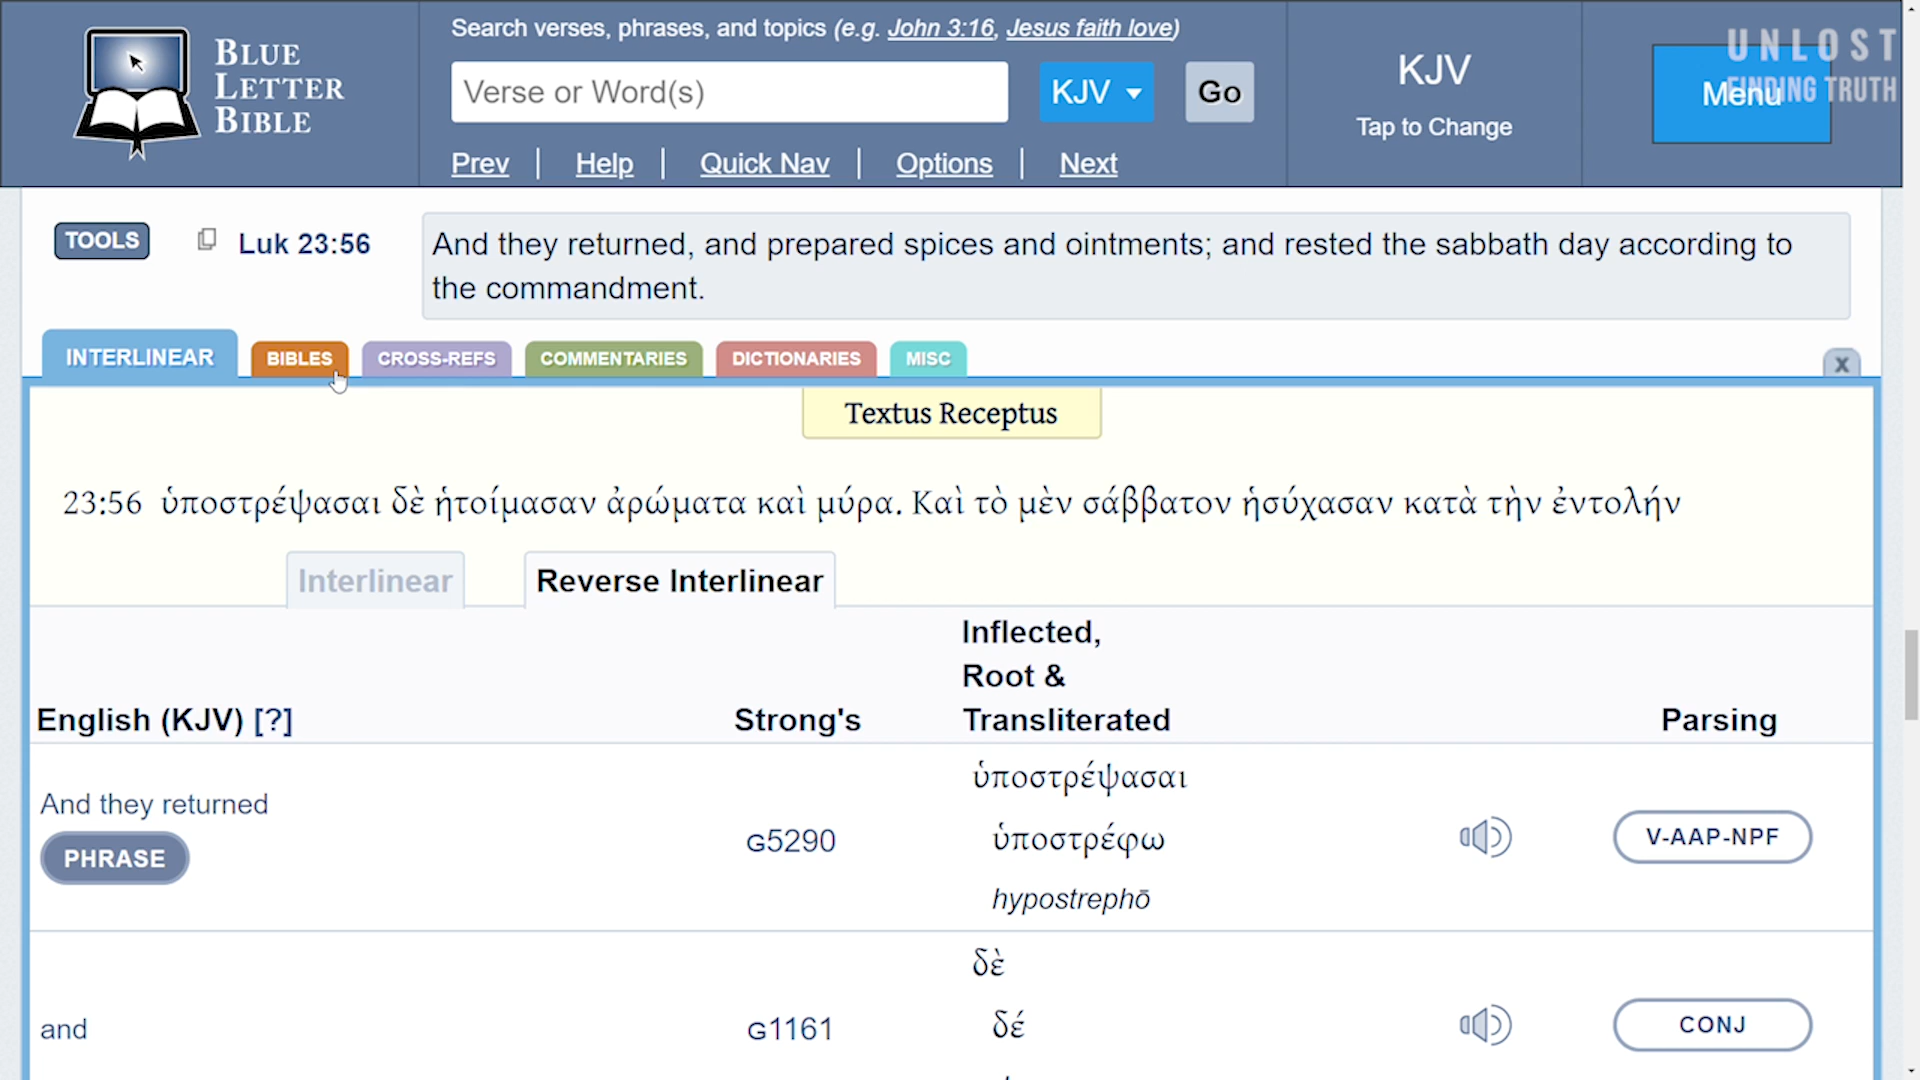 BLUE
LETTER
BIBLE
Search verses, phrases, and topics (e.g. John 3:16, Jesus faith love)
Verse or Word(s)
KJV
Go
Prev | Help | Quick Nav | Options | Next
KJV
Tap to Change
Menu
UNLOST
FINDING TRUTH
TOOLS
Luk 23:56
And they returned, and prepared spices and ointments; and rested the sabbath day according to
the commandment.
INTERLINEAR
BIBLES
CROSS-REFS
COMMENTARIES
DICTIONARIES
MISC
X
Textus Receptus
23:56 ὑποστρέψασαι δὲ ἡτοίμασαν ἀρώματα καὶ μύρα. Καὶ τὸ μὲν σάββατον ἡσύχασαν κατὰ τὴν ἐντολήν
Interlinear
Reverse Interlinear
English (KJV) [?]
Strong's
Inflected,
Root &
Transliterated
Parsing
And they returned
PHRASE
G5290
ὑποστρέψασαι
ὑποστρέφω
hypostrephō
V-AAP-NPF
and
G1161
δὲ
δέ
CONJ